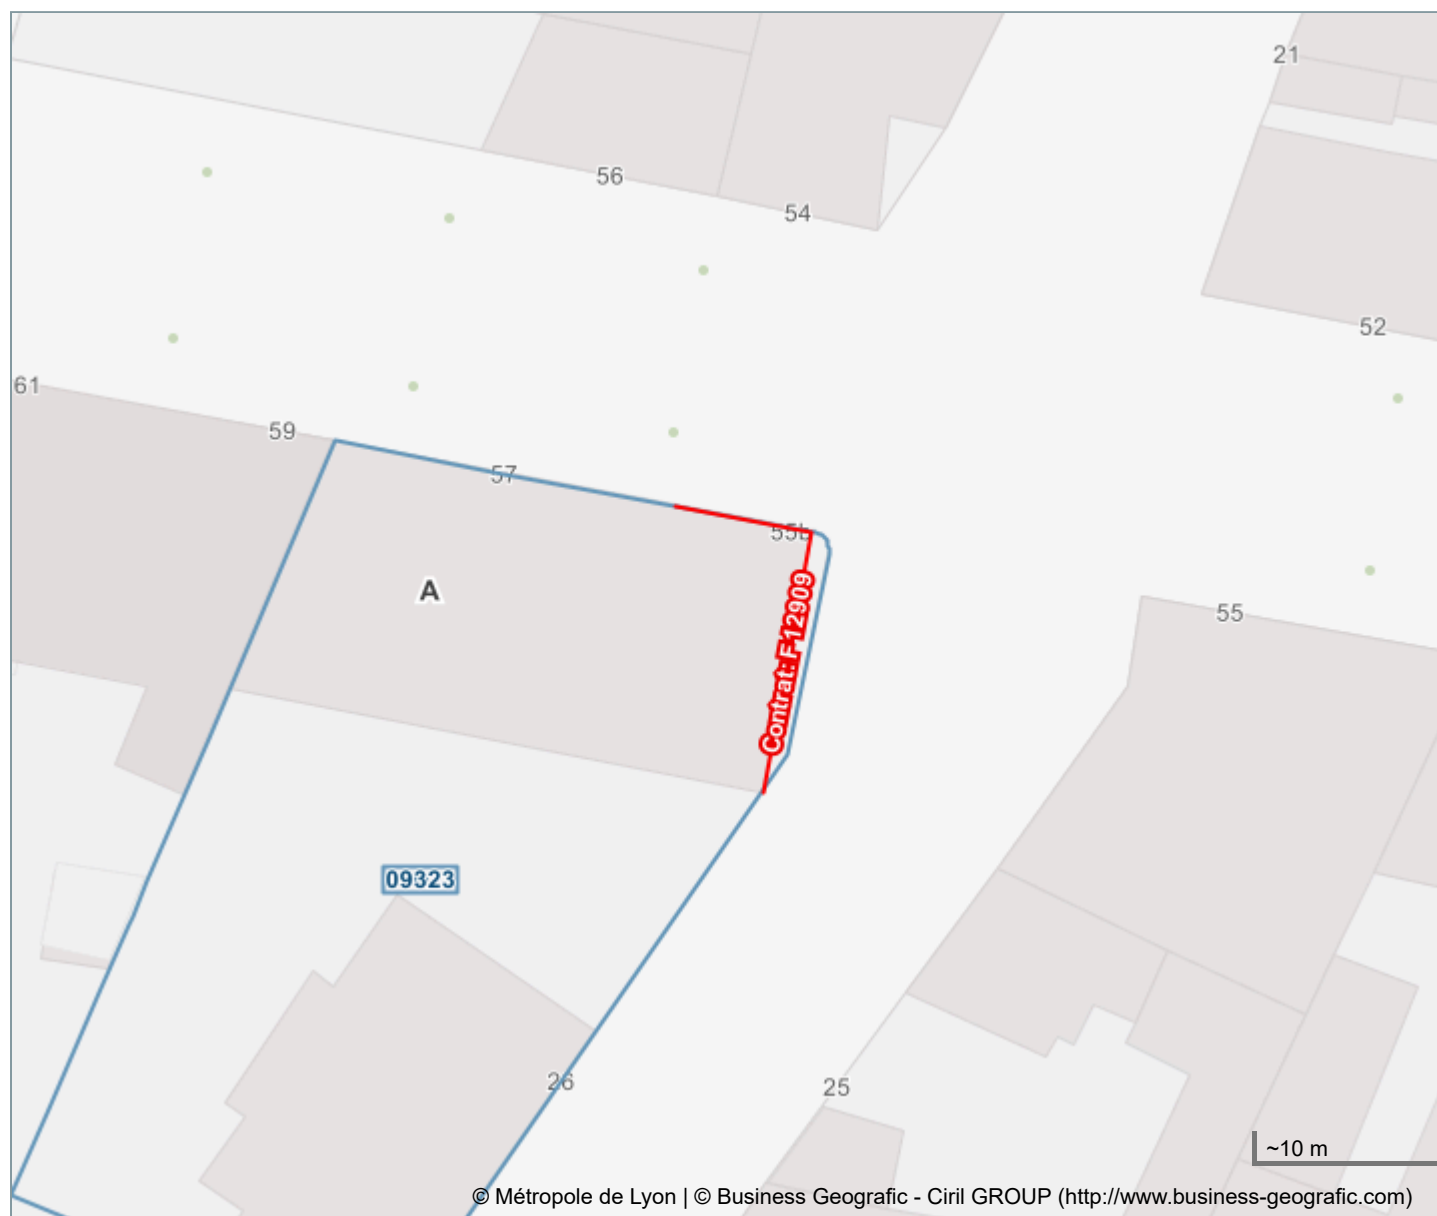 21
56
54
52
61
59
57
55b
A
Contrat: F12909
55
09323
26
25
~10 m
© Métropole de Lyon | © Business Geografic - Ciril GROUP (http://www.business-geografic.com)